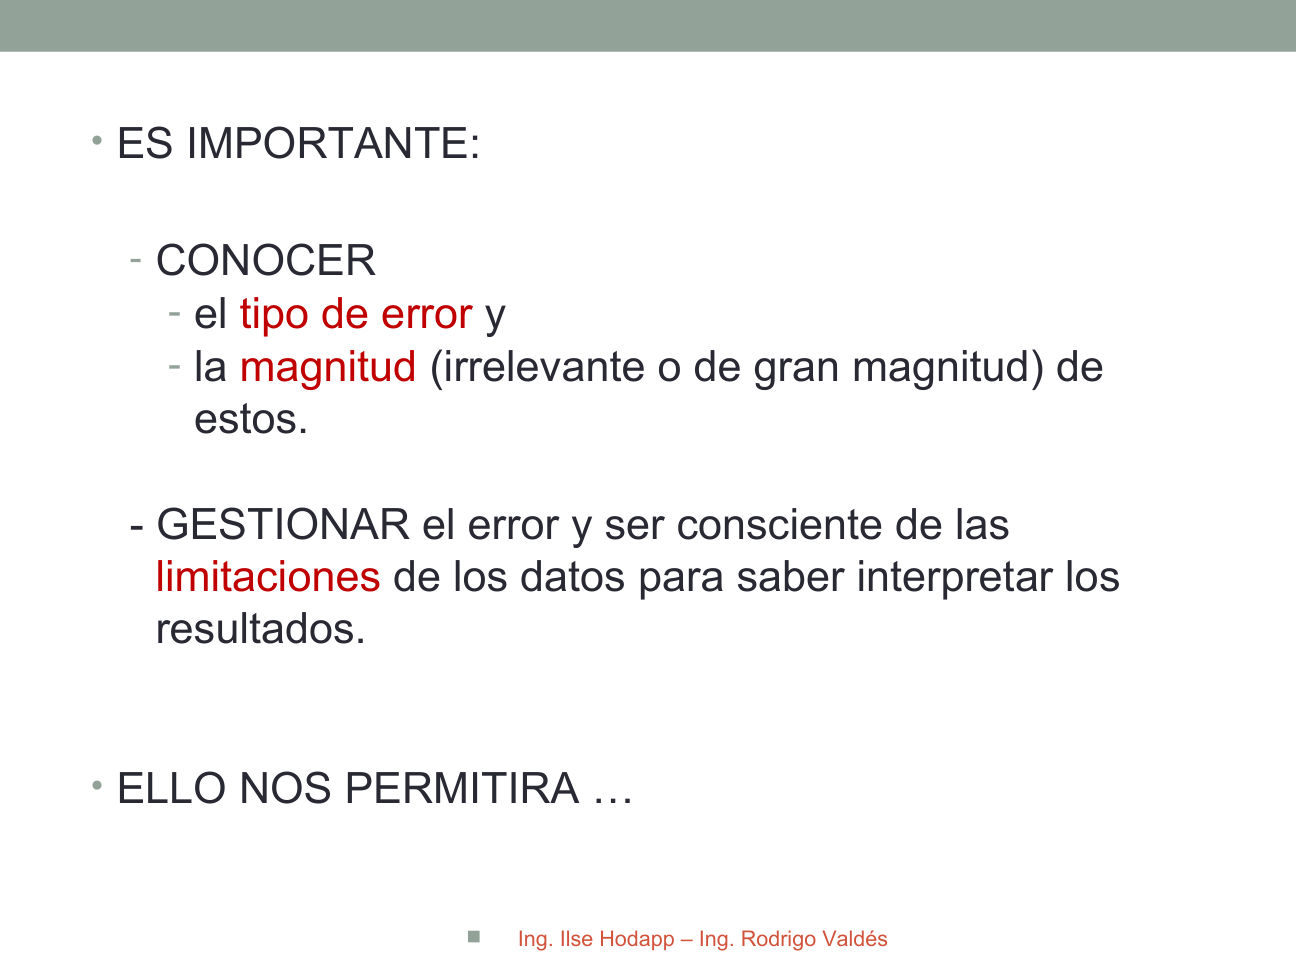 • ES IMPORTANTE:
- CONOCER
- el tipo de error y
- la magnitud (irrelevante o de gran magnitud) de
estos.
- GESTIONAR el error y ser consciente de las
limitaciones de los datos para saber interpretar los
resultados.
• ELLO NOS PERMITIRA …
■ Ing. Ilse Hodapp – Ing. Rodrigo Valdés